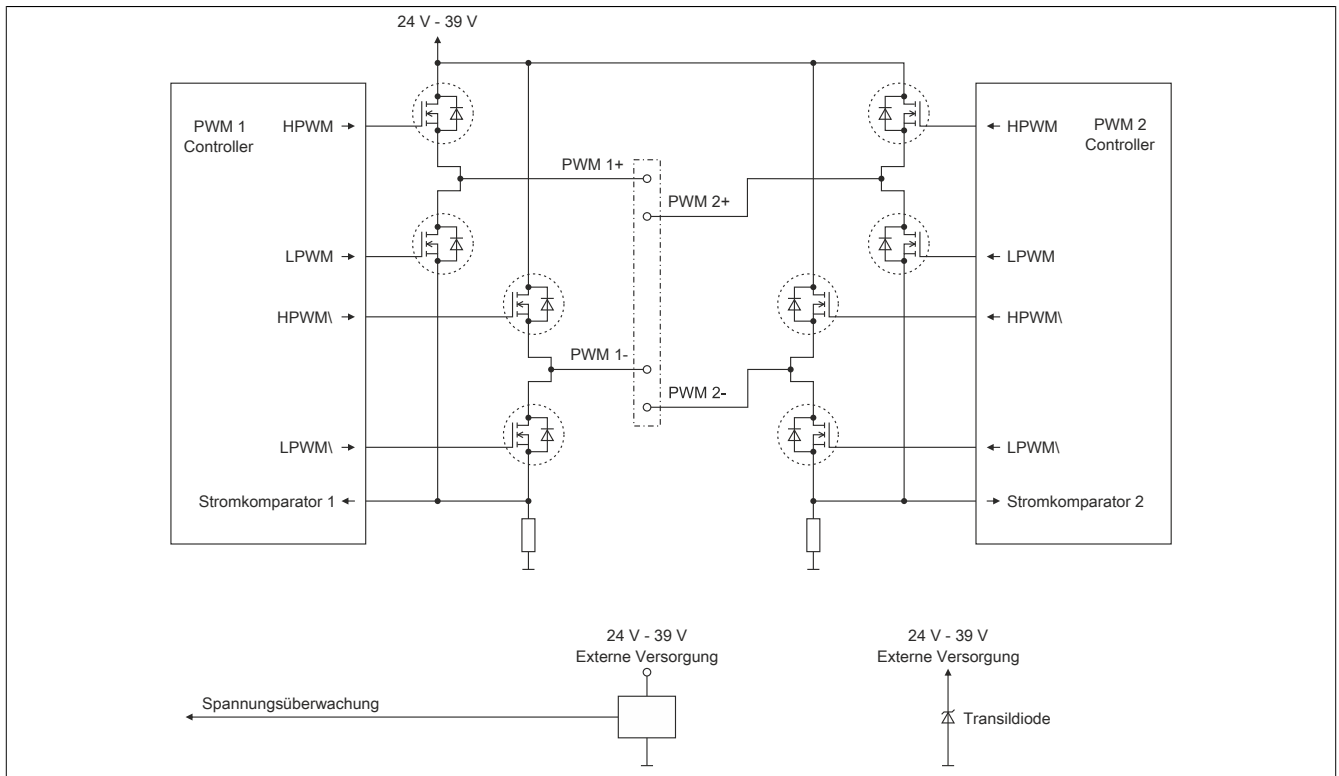 24 V - 39 V
PWM 1
Controller
HPWM
LPWM
HPWM\
LPWM\
Stromkomparator 1
PWM 1+
PWM 2+
PWM 1-
PWM 2-
HPWM
PWM 2
Controller
LPWM
HPWM\
LPWM\
Stromkomparator 2
24 V - 39 V
Externe Versorgung
Spannungsüberwachung
24 V - 39 V
Externe Versorgung
Transildiode